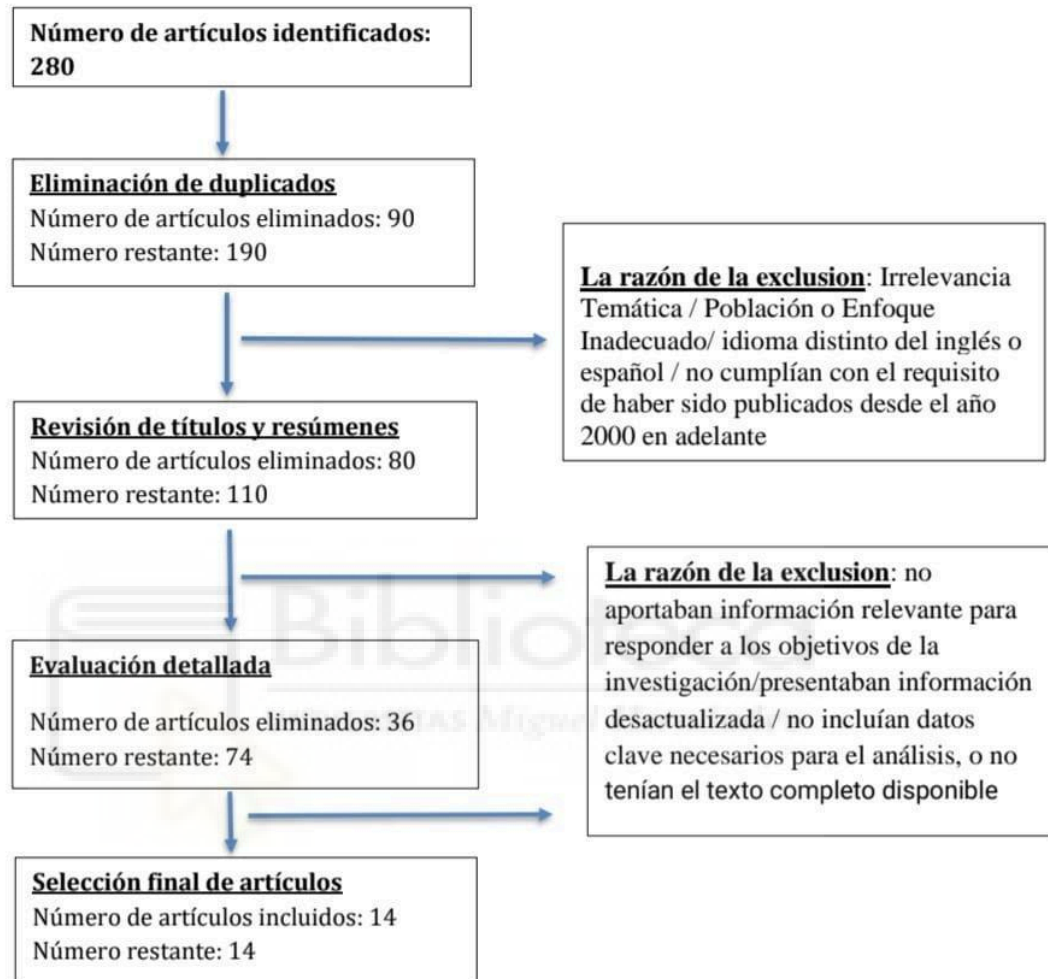 Número de artículos identificados:
280
Eliminación de duplicados
Número de artículos eliminados: 90
Número restante: 190
La razón de la exclusion: Irrelevancia
Temática / Población o Enfoque
Inadecuado/ idioma distinto del inglés o
español / no cumplían con el requisito
de haber sido publicados desde el año
2000 en adelante
Revisión de títulos y resúmenes
Número de artículos eliminados: 80
Número restante: 110
La razón de la exclusion: no
aportaban información relevante para
responder a los objetivos de la
investigación/presentaban información
desactualizada / no incluían datos
clave necesarios para el análisis, o no
tenían el texto completo disponible
Biblioteca
Evaluación detallada
Número de artículos eliminados: 36
Número restante: 74
Miguel
Selección final de artículos
Número de artículos incluidos: 14
Número restante: 14